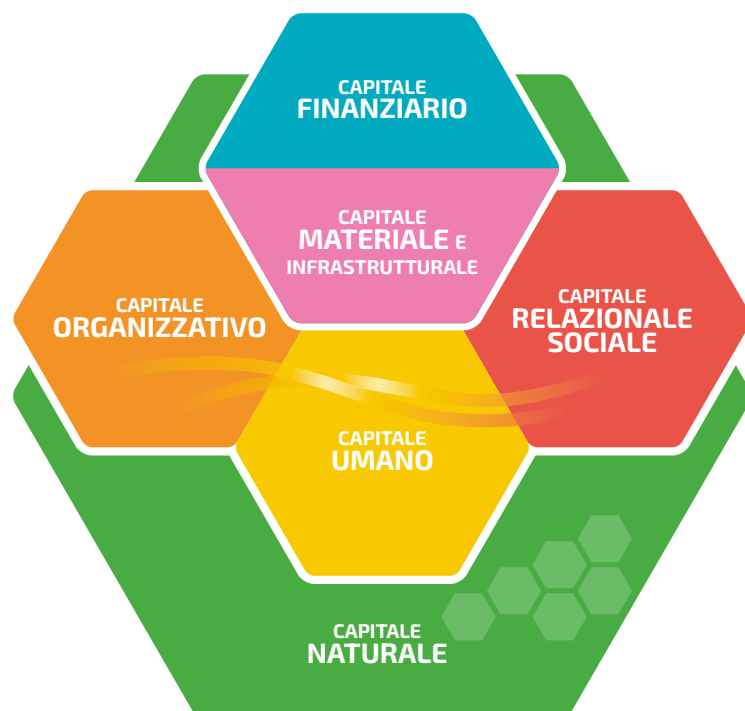 CAPITALE
FINANZIARIO
CAPITALE
MATERIALE E
INFRASTRUTTURALE
CAPITALE
ORGANIZZATIVO
CAPITALE
RELAZIONALE
SOCIALE
CAPITALE
UMANO
CAPITALE
NATURALE